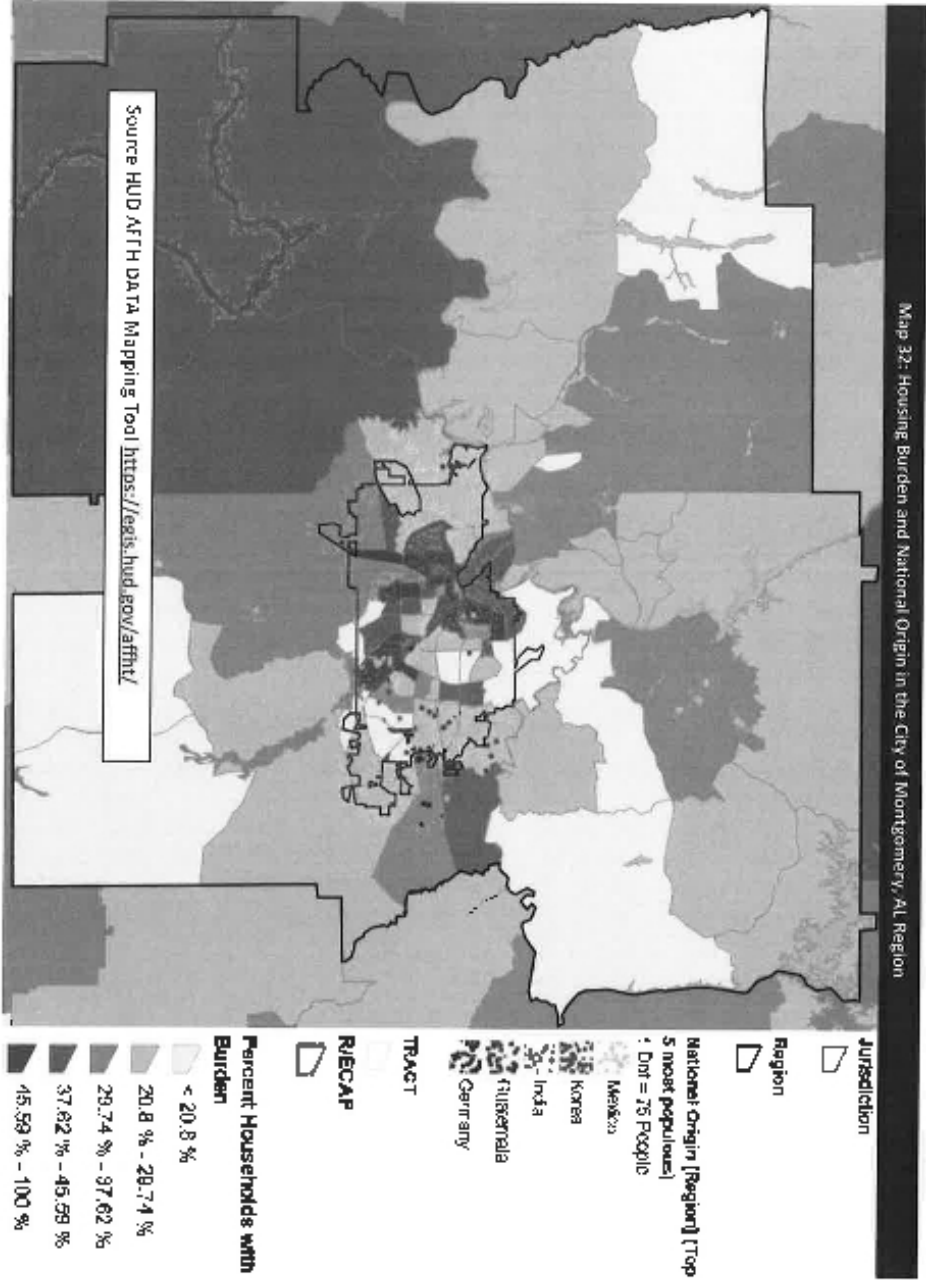 Map 32: Housing Burden and National Origin in the City of Montgomery, AL Region
Jurisdiction
Region
National Origin [Region] (Top
5 most populous)
1 Dot = 75 People
Mexico
Korea
India
Guatemala
Germany
TRACT
R/ECAP
Percent Households with
Burden
< 20.8 %
20.8 % - 29.74 %
29.74 % - 37.62 %
37.62 % - 45.59 %
45.59 % - 100 %
Source HUD AFFH DATA Mapping Tool https://egis.hud.gov/affht/